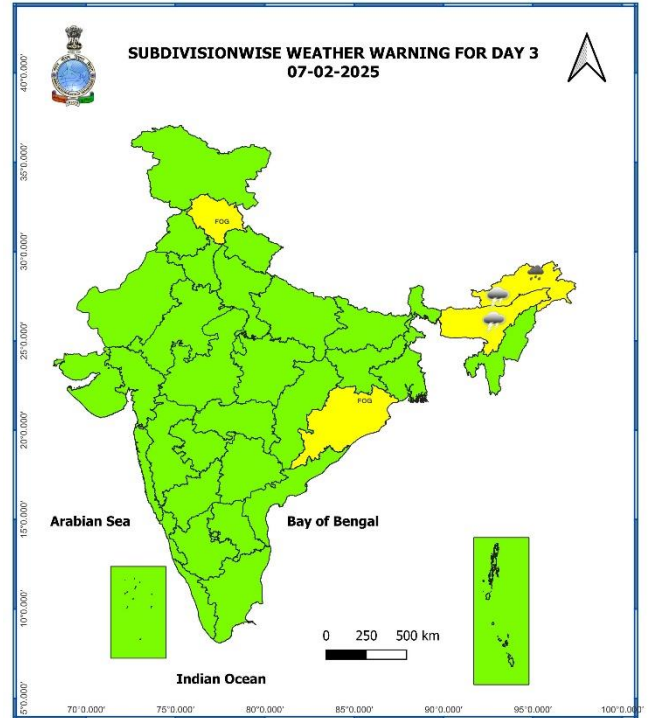 SUBDIVISIONWISE WEATHER WARNING FOR DAY 3
07-02-2025
40°0.000'
35°0.000'
30°0.000'
25°0.000'
20°0.000'
15°0.000'
10°0.000'
5°0.000'
FOG
FOG
Arabian Sea
Bay of Bengal
0 250 500 km
Indian Ocean
70°0.000' 75°0.000' 80°0.000' 85°0.000' 90°0.000' 95°0.000' 100°0.000'